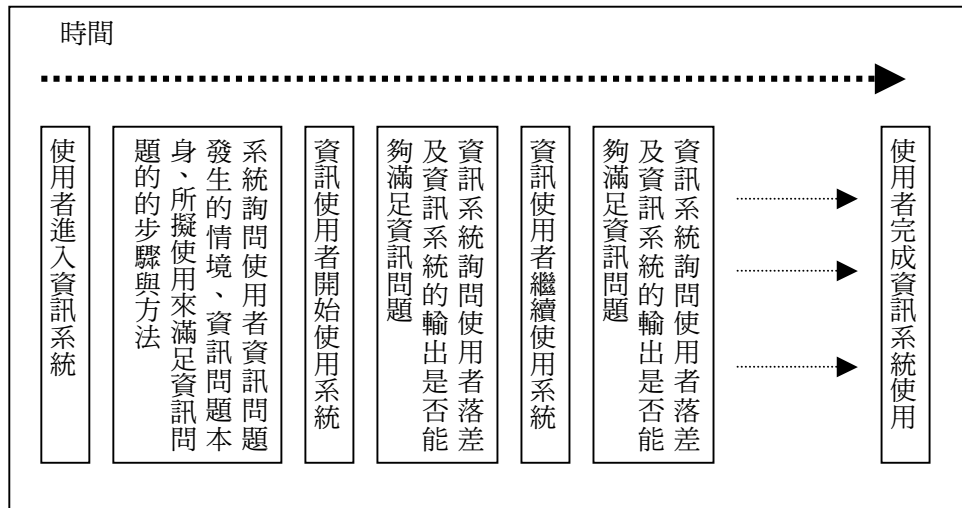 時間
使用者進入資訊系統
系統詢問使用者資訊問題
發生的情境、資訊問題本
身、所擬使用來滿足資訊問
題的的步驟與方法
資訊使用者開始使用系統
資訊系統詢問使用者落差
及資訊系統的輸出是否能
夠滿足資訊問題
資訊使用者繼續使用系統
資訊系統詢問使用者落差
及資訊系統的輸出是否能
夠滿足資訊問題
使用者完成資訊系統使用